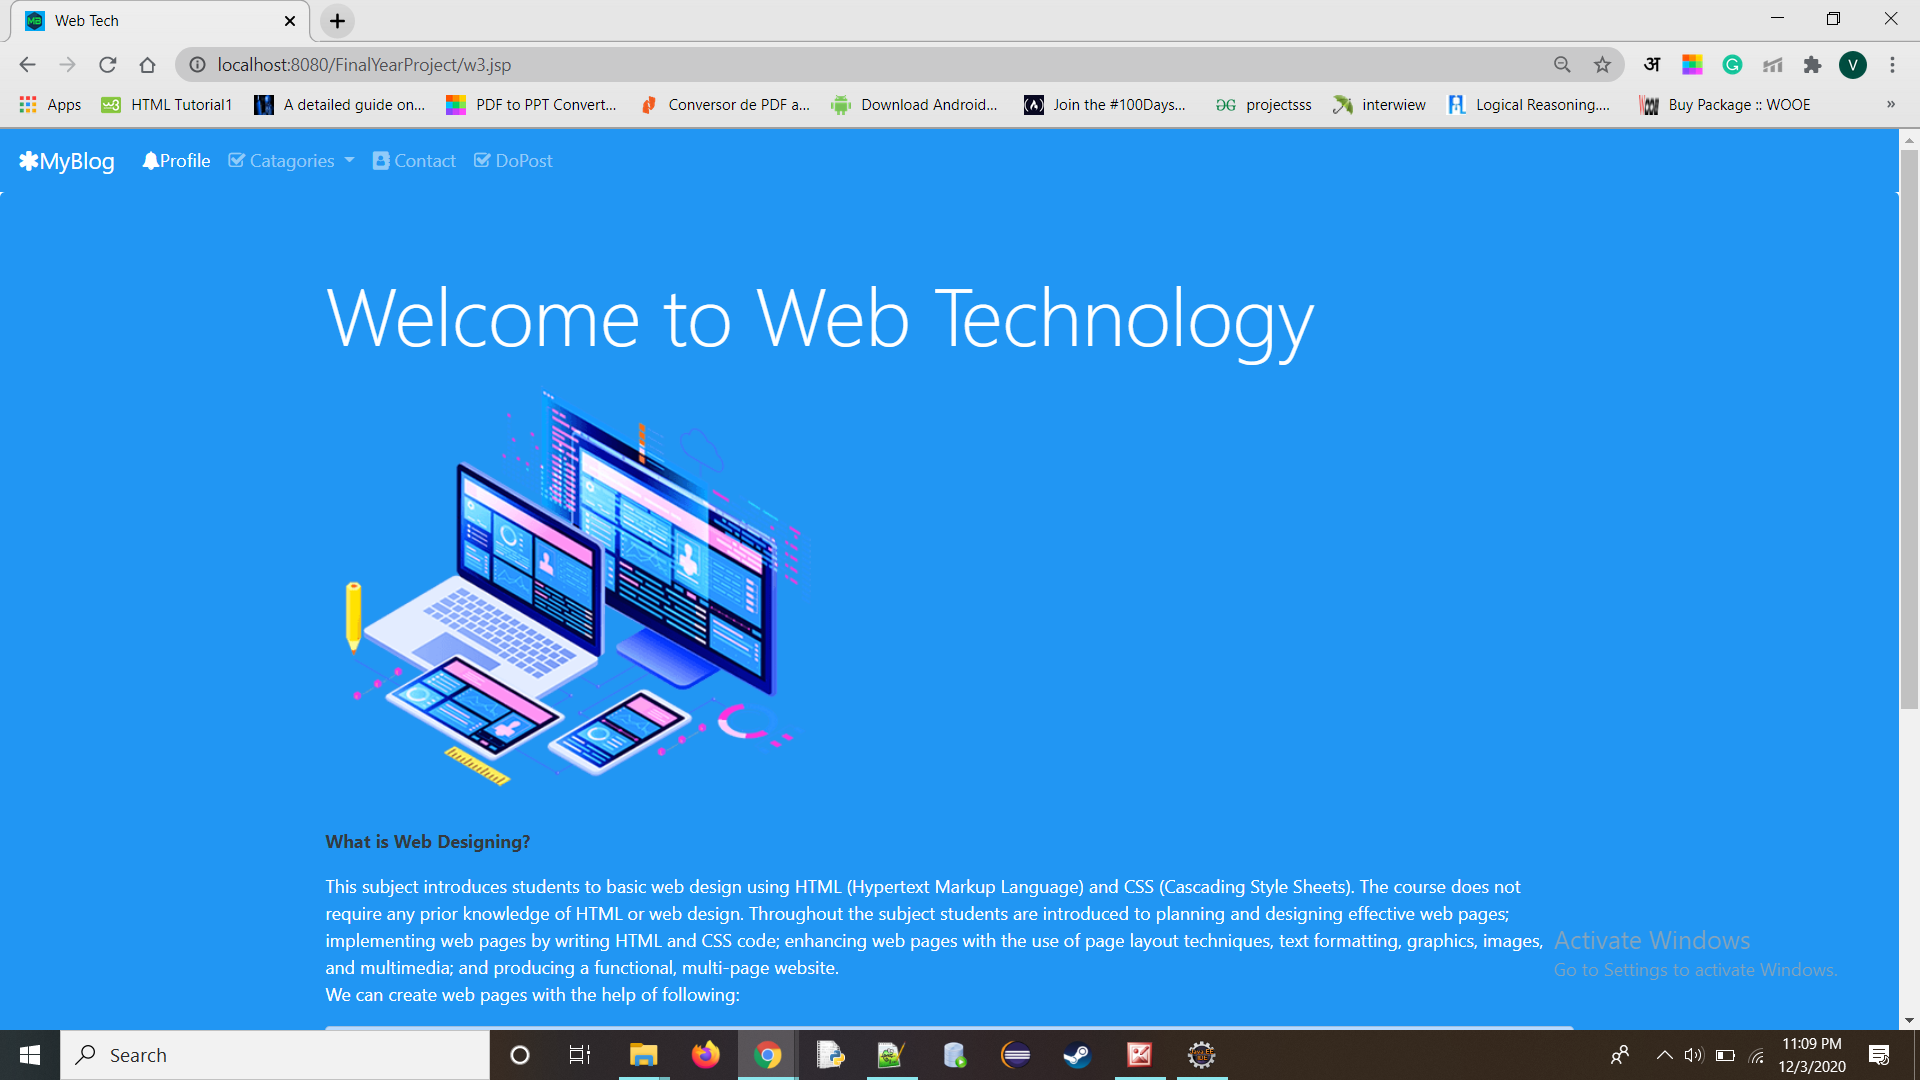 Web Tech
localhost:8080/FinalYearProject/w3.jsp
अ
G
V
Apps
HTML Tutorial1
A detailed guide on...
PDF to PPT Convert...
Conversor de PDF a...
Download Android...
Join the #100Days...
projectsss
interwiew
Logical Reasoning....
Buy Package :: WOOE
»
MyBlog
Profile
Catagories
Contact
DoPost
Welcome to Web Technology
What is Web Designing?
This subject introduces students to basic web design using HTML (Hypertext Markup Language) and CSS (Cascading Style Sheets). The course does not
require any prior knowledge of HTML or web design. Throughout the subject students are introduced to planning and designing effective web pages;
implementing web pages by writing HTML and CSS code; enhancing web pages with the use of page layout techniques, text formatting, graphics, images,
and multimedia; and producing a functional, multi-page website.
We can create web pages with the help of following:
Activate Windows
Go to Settings to activate Windows.
Search
11:09 PM
12/3/2020